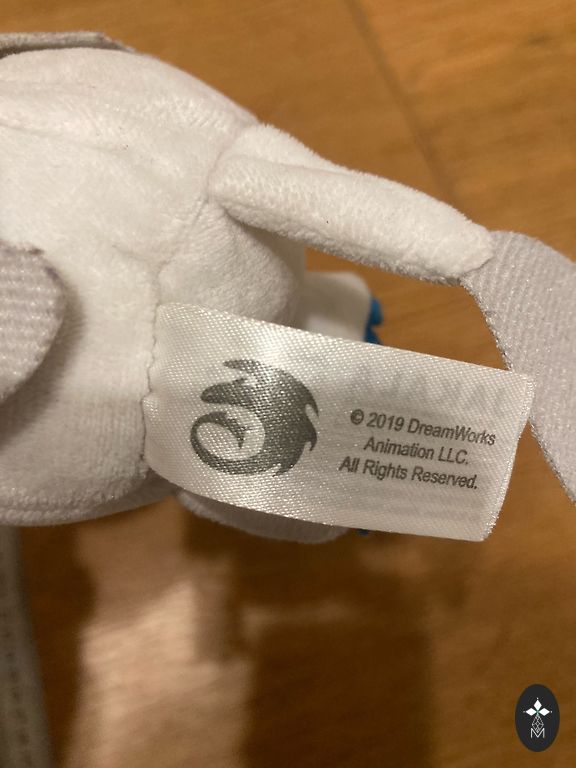 © 2019 DreamWorks
Animation LLC.
All Rights Reserved.